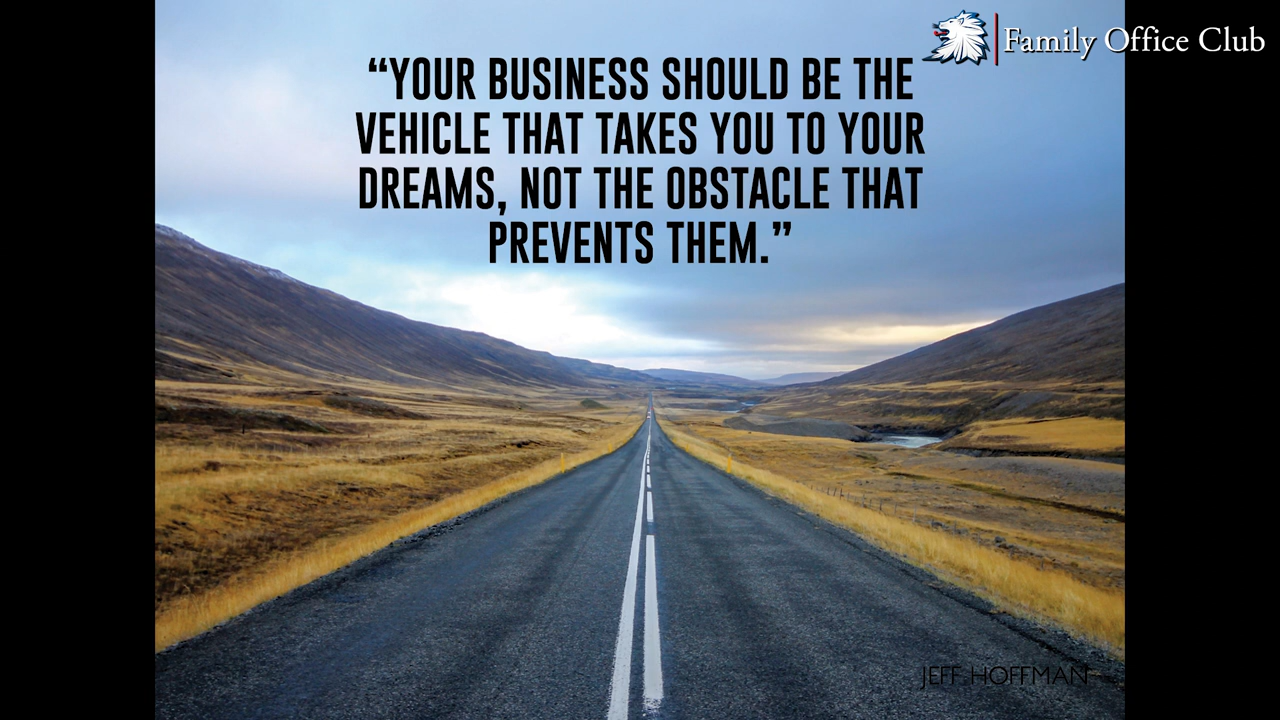 Family Office Club
“YOUR BUSINESS SHOULD BE THE
VEHICLE THAT TAKES YOU TO YOUR
DREAMS, NOT THE OBSTACLE THAT
PREVENTS THEM.”
JEFF HOFFMAN